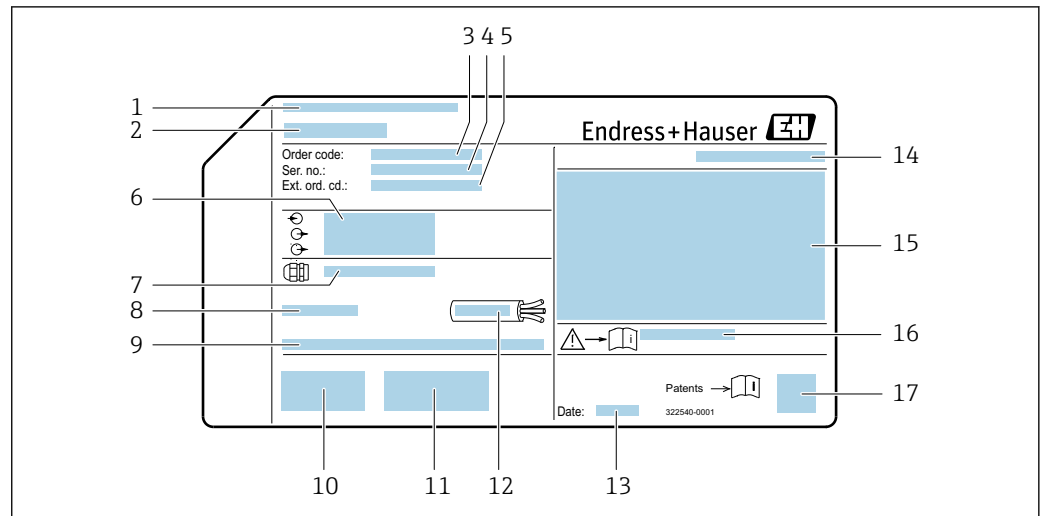 3 4 5
1
2
Endress+Hauser EH
Order code:
Ser. no.:
Ext. ord. cd.:
14
6
15
7
8
9
16
i
Patents
17
Date:
322540-0001
10
11
12
13